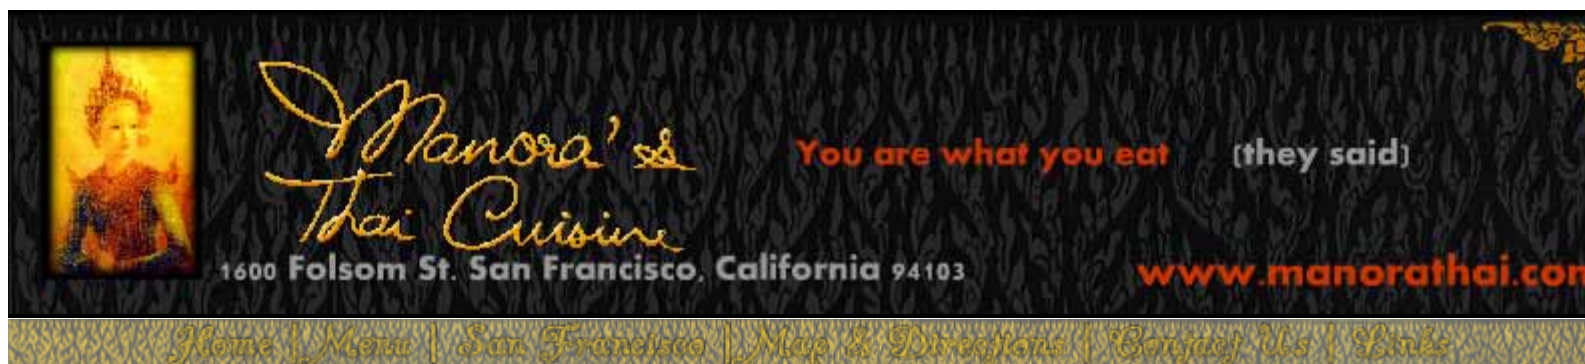 Manora's
Thai Cuisine
You are what you eat (they said)
1600 Folsom St. San Francisco, California 94103
www.manorathai.com
Home | Menu | San Francisco | Map & Directions | Contact Us | Links